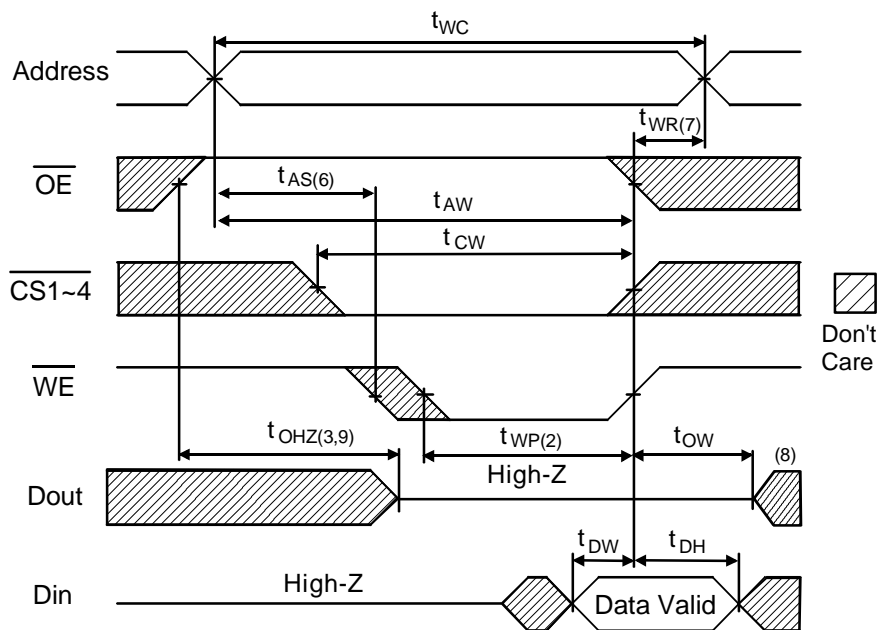 tWC
Address
tWR(7)
OE
tAS(6)
tAW
tCW
CS1~4
Don't
Care
WE
tOHZ(3,9)
tWP(2)
tOW
High-Z
(8)
Dout
tDW
tDH
High-Z
Din
Data Valid